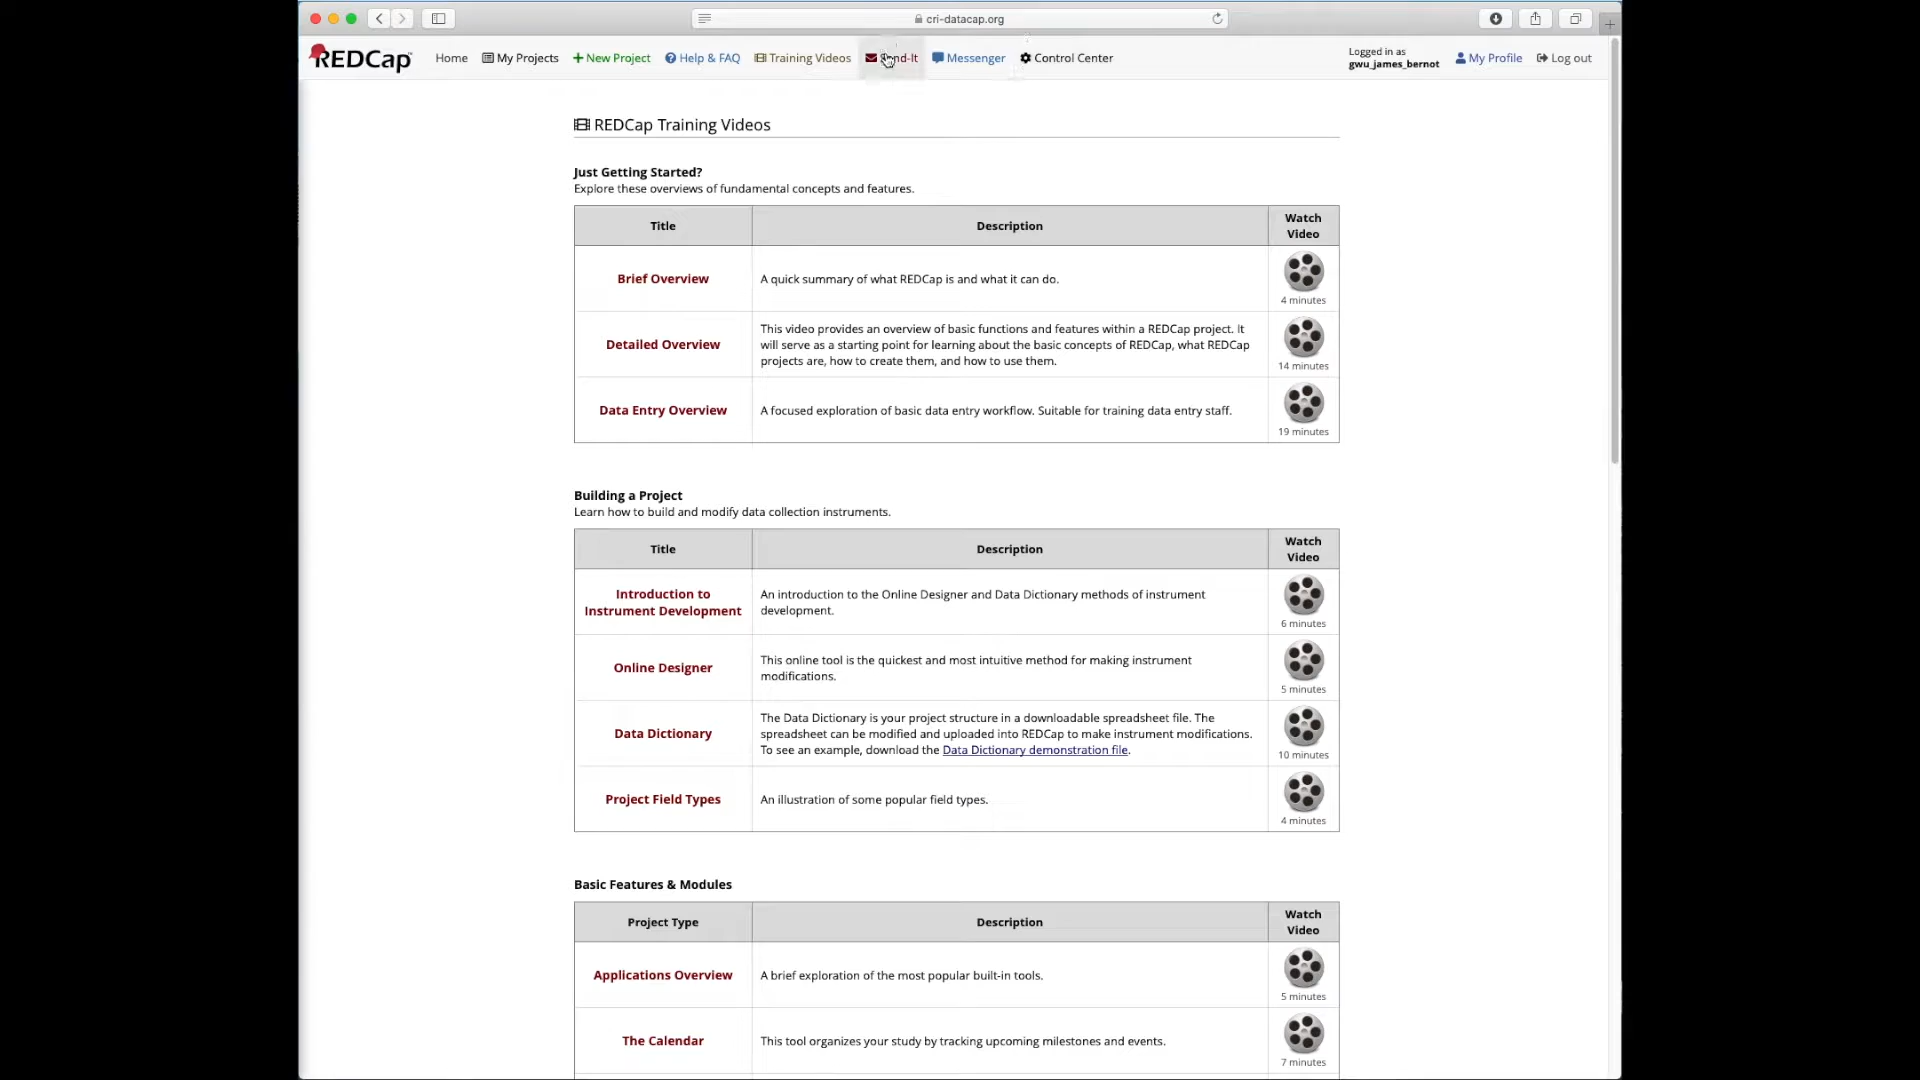 cri-datacap.org
REDCap
Home My Projects New Project Help & FAQ Training Videos Messenger Control Center
Logged in as
gwu_james_bernot
My Profile Log out
REDCap Training Videos
Just Getting Started?
Explore these overviews of fundamental concepts and features.
Title Description Watch
Video
Brief Overview A quick summary of what REDCap is and what it can do.
4 minutes
Detailed Overview This video provides an overview of basic functions and features within a REDCap project. It
will serve as a starting point for learning about the basic concepts of REDCap, what REDCap
projects are, how to create them, and how to use them.
14 minutes
Data Entry Overview A focused exploration of basic data entry workflow. Suitable for training data entry staff.
19 minutes
Building a Project
Learn how to build and modify data collection instruments.
Title Description Watch
Video
Introduction to
Instrument Development
An introduction to the Online Designer and Data Dictionary methods of instrument
development.
6 minutes
Online Designer
This online tool is the quickest and most intuitive method for making instrument
modifications.
5 minutes
Data Dictionary
The Data Dictionary is your project structure in a downloadable spreadsheet file. The
spreadsheet can be modified and uploaded into REDCap to make instrument modifications.
To see an example, download the Data Dictionary demonstration file.
10 minutes
Project Field Types An illustration of some popular field types.
4 minutes
Basic Features & Modules
Project Type Description Watch
Video
Applications Overview A brief exploration of the most popular built-in tools.
5 minutes
The Calendar This tool organizes your study by tracking upcoming milestones and events.
7 minutes